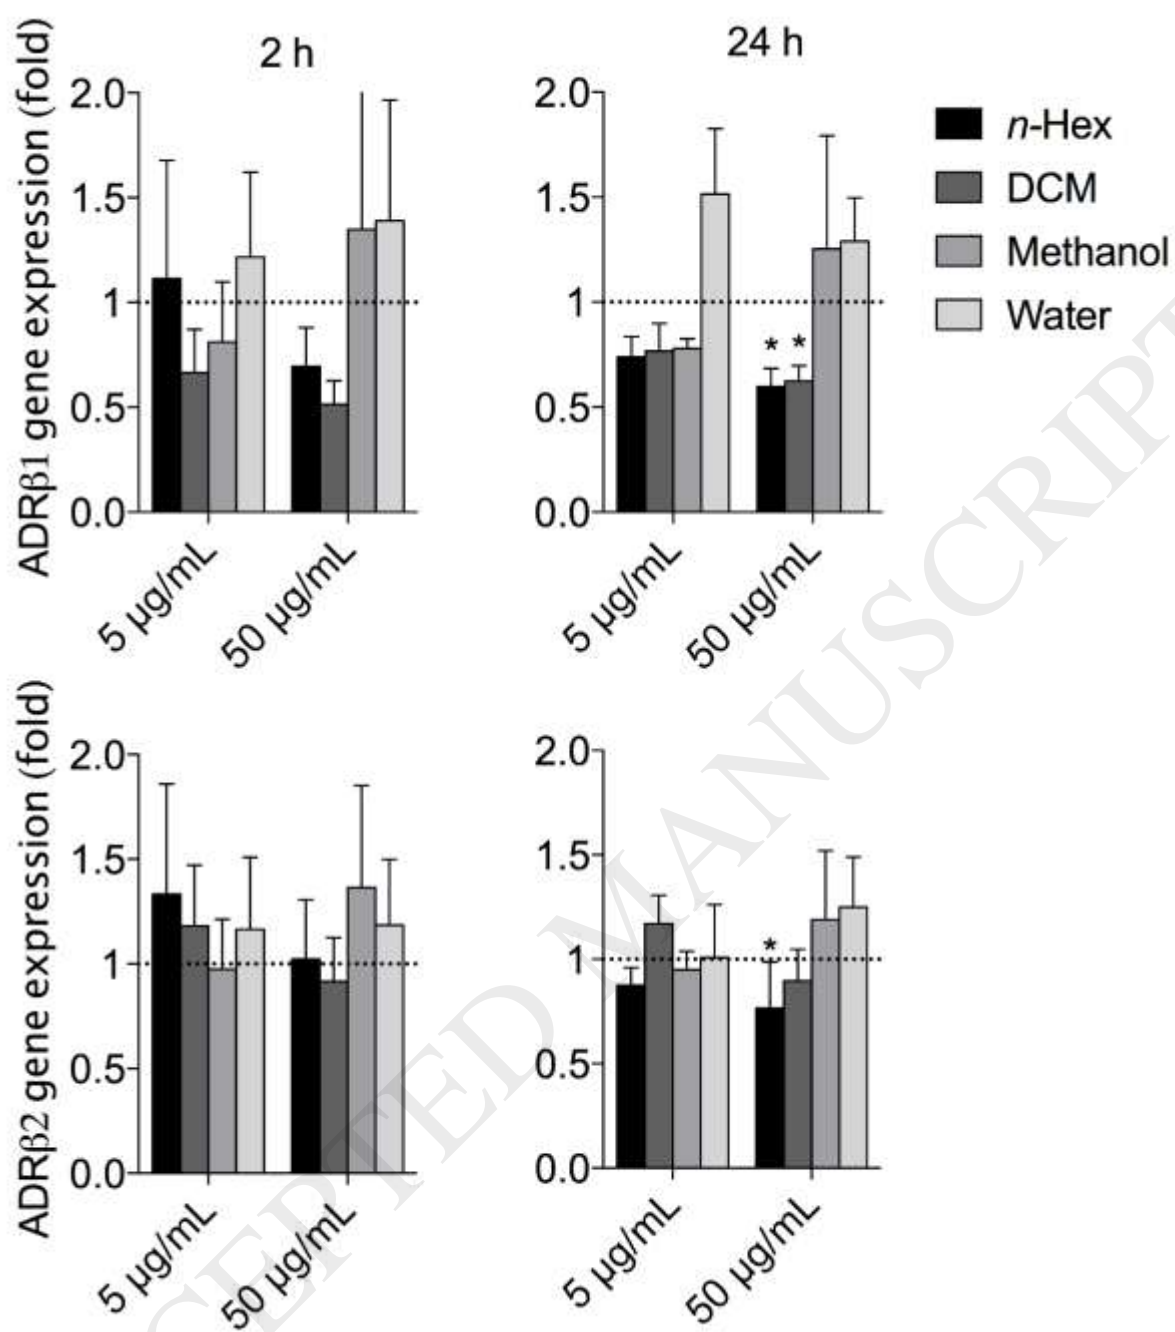 2 h
24 h
ADRβ1 gene expression (fold)
2.0
1.5
1
0.5
0.0
5 µg/mL
50 µg/mL
2.0
1.5
1
0.5
0.0
* *
5 µg/mL
50 µg/mL
n-Hex
DCM
Methanol
Water
ADRβ2 gene expression (fold)
2.0
1.5
1
0.5
0.0
5 µg/mL
50 µg/mL
2.0
1.5
1
0.5
0.0
*
5 µg/mL
50 µg/mL
CEPTED MANUSCRIPT